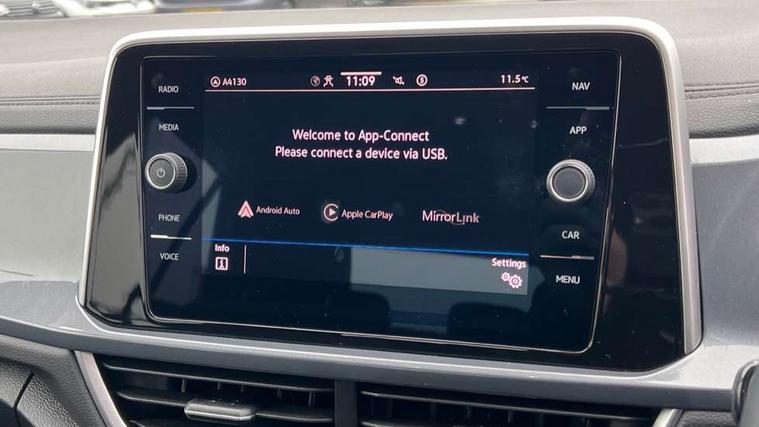 RADIO
MEDIA
PHONE
VOICE
A4130 11:09 11.5°c
Welcome to App-Connect
Please connect a device via USB.
Android Auto Apple CarPlay MirrorLink
Info
Settings
NAV
APP
CAR
MENU